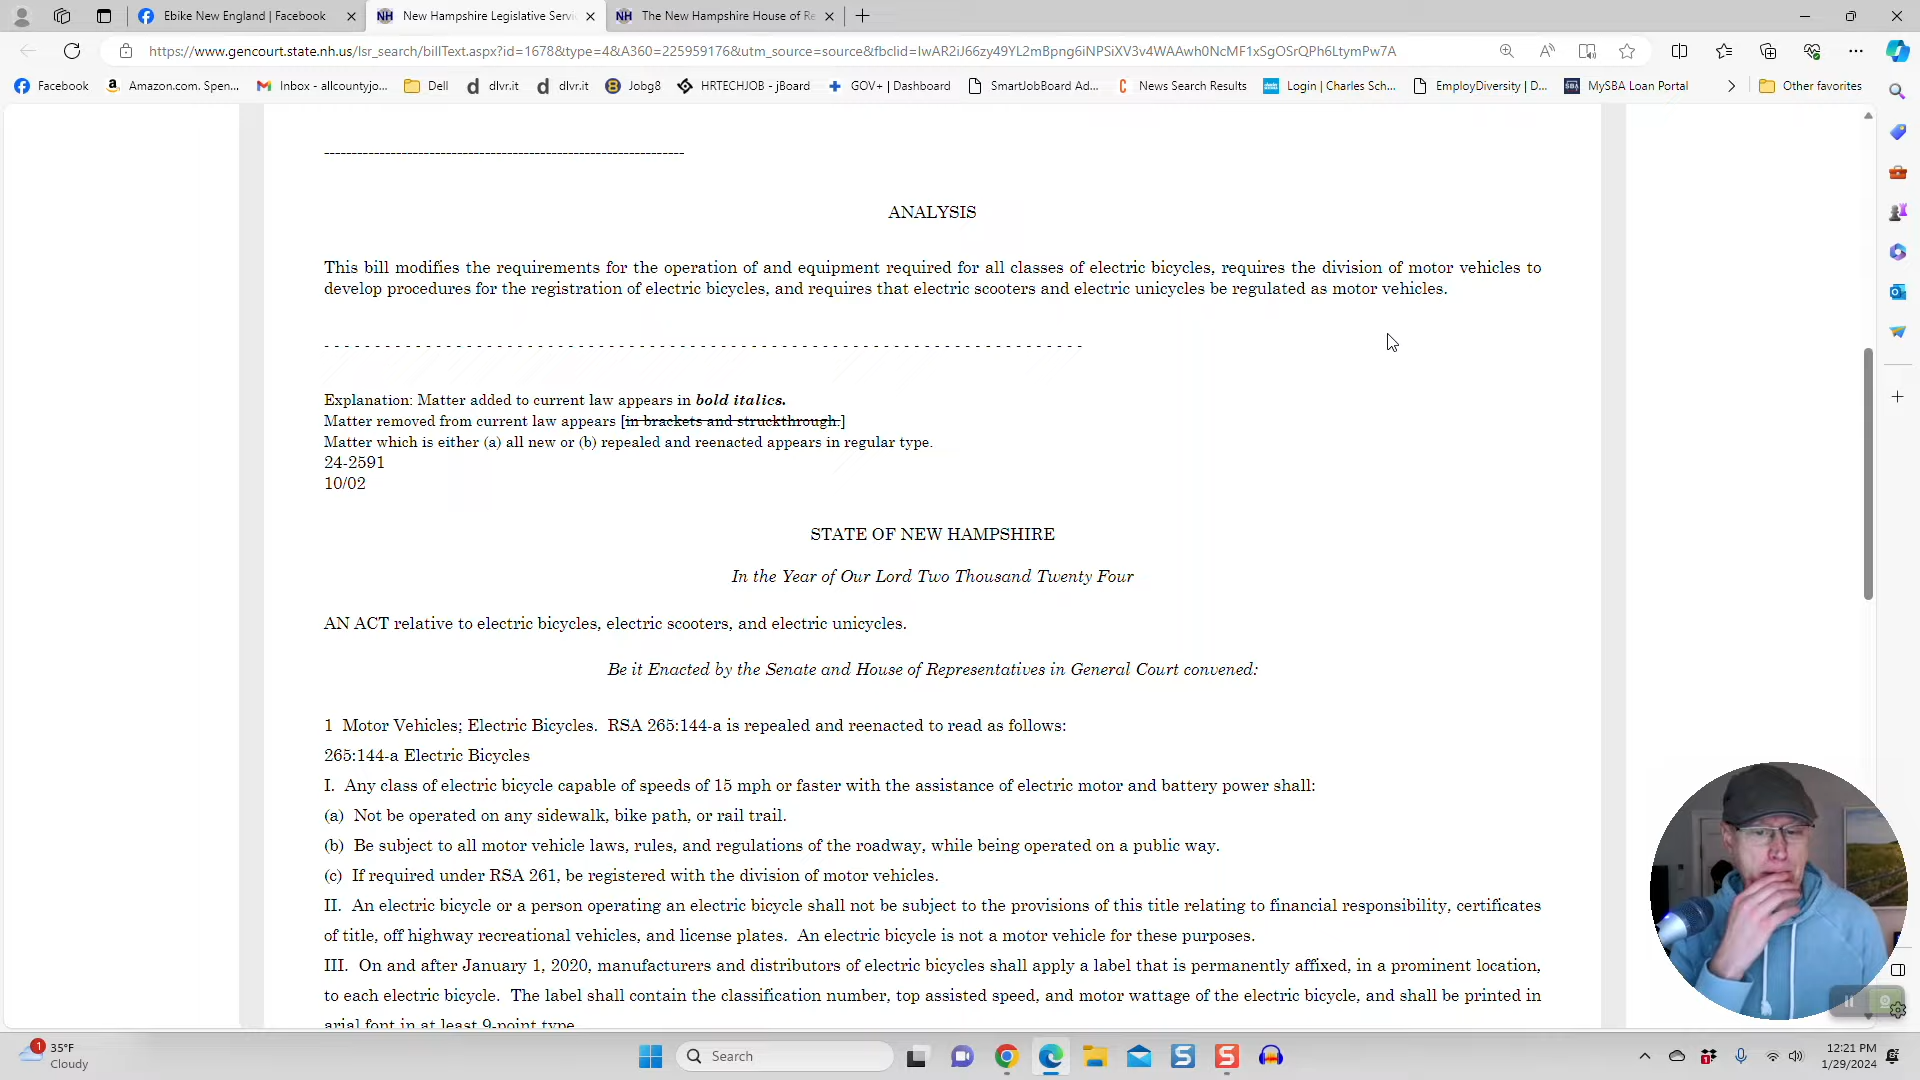 Ebike New England | Facebook
New Hampshire Legislative Servi
The New Hampshire House of Re
https://www.gencourt.state.nh.us/lsr_search/billText.aspx?id=1678&type=4&A360=225959176&utm_source=source&fbclid=IwAR2iJ66zy49YL2mBpng6iNPSiXV3v4WAAwh0NcMF1xSgOSrQPh6LtymPw7A
Facebook
Amazon.com. Spen...
Inbox - allcountyjo...
Dell
dlvr.it
dlvr.it
Jobg8
HRTECHJOB - jBoard
GOV+ | Dashboard
SmartJobBoard Ad...
News Search Results
Login | Charles Sch...
EmployDiversity | D...
MySBA Loan Portal
Other favorites
ANALYSIS
This bill modifies the requirements for the operation of and equipment required for all classes of electric bicycles, requires the division of motor vehicles to
develop procedures for the registration of electric bicycles, and requires that electric scooters and electric unicycles be regulated as motor vehicles.
Explanation: Matter added to current law appears in bold italics.
Matter removed from current law appears [in brackets and struckthrough.]
Matter which is either (a) all new or (b) repealed and reenacted appears in regular type.
24-2591
10/02
STATE OF NEW HAMPSHIRE
In the Year of Our Lord Two Thousand Twenty Four
AN ACT relative to electric bicycles, electric scooters, and electric unicycles.
Be it Enacted by the Senate and House of Representatives in General Court convened:
1 Motor Vehicles; Electric Bicycles. RSA 265:144-a is repealed and reenacted to read as follows:
265:144-a Electric Bicycles
I. Any class of electric bicycle capable of speeds of 15 mph or faster with the assistance of electric motor and battery power shall:
(a) Not be operated on any sidewalk, bike path, or rail trail.
(b) Be subject to all motor vehicle laws, rules, and regulations of the roadway, while being operated on a public way.
(c) If required under RSA 261, be registered with the division of motor vehicles.
II. An electric bicycle or a person operating an electric bicycle shall not be subject to the provisions of this title relating to financial responsibility, certificates
of title, off highway recreational vehicles, and license plates. An electric bicycle is not a motor vehicle for these purposes.
III. On and after January 1, 2020, manufacturers and distributors of electric bicycles shall apply a label that is permanently affixed, in a prominent location,
to each electric bicycle. The label shall contain the classification number, top assisted speed, and motor wattage of the electric bicycle, and shall be printed in
arial font in at least 9-point type
1
35°F
Cloudy
Search
12:21 PM
1/29/2024